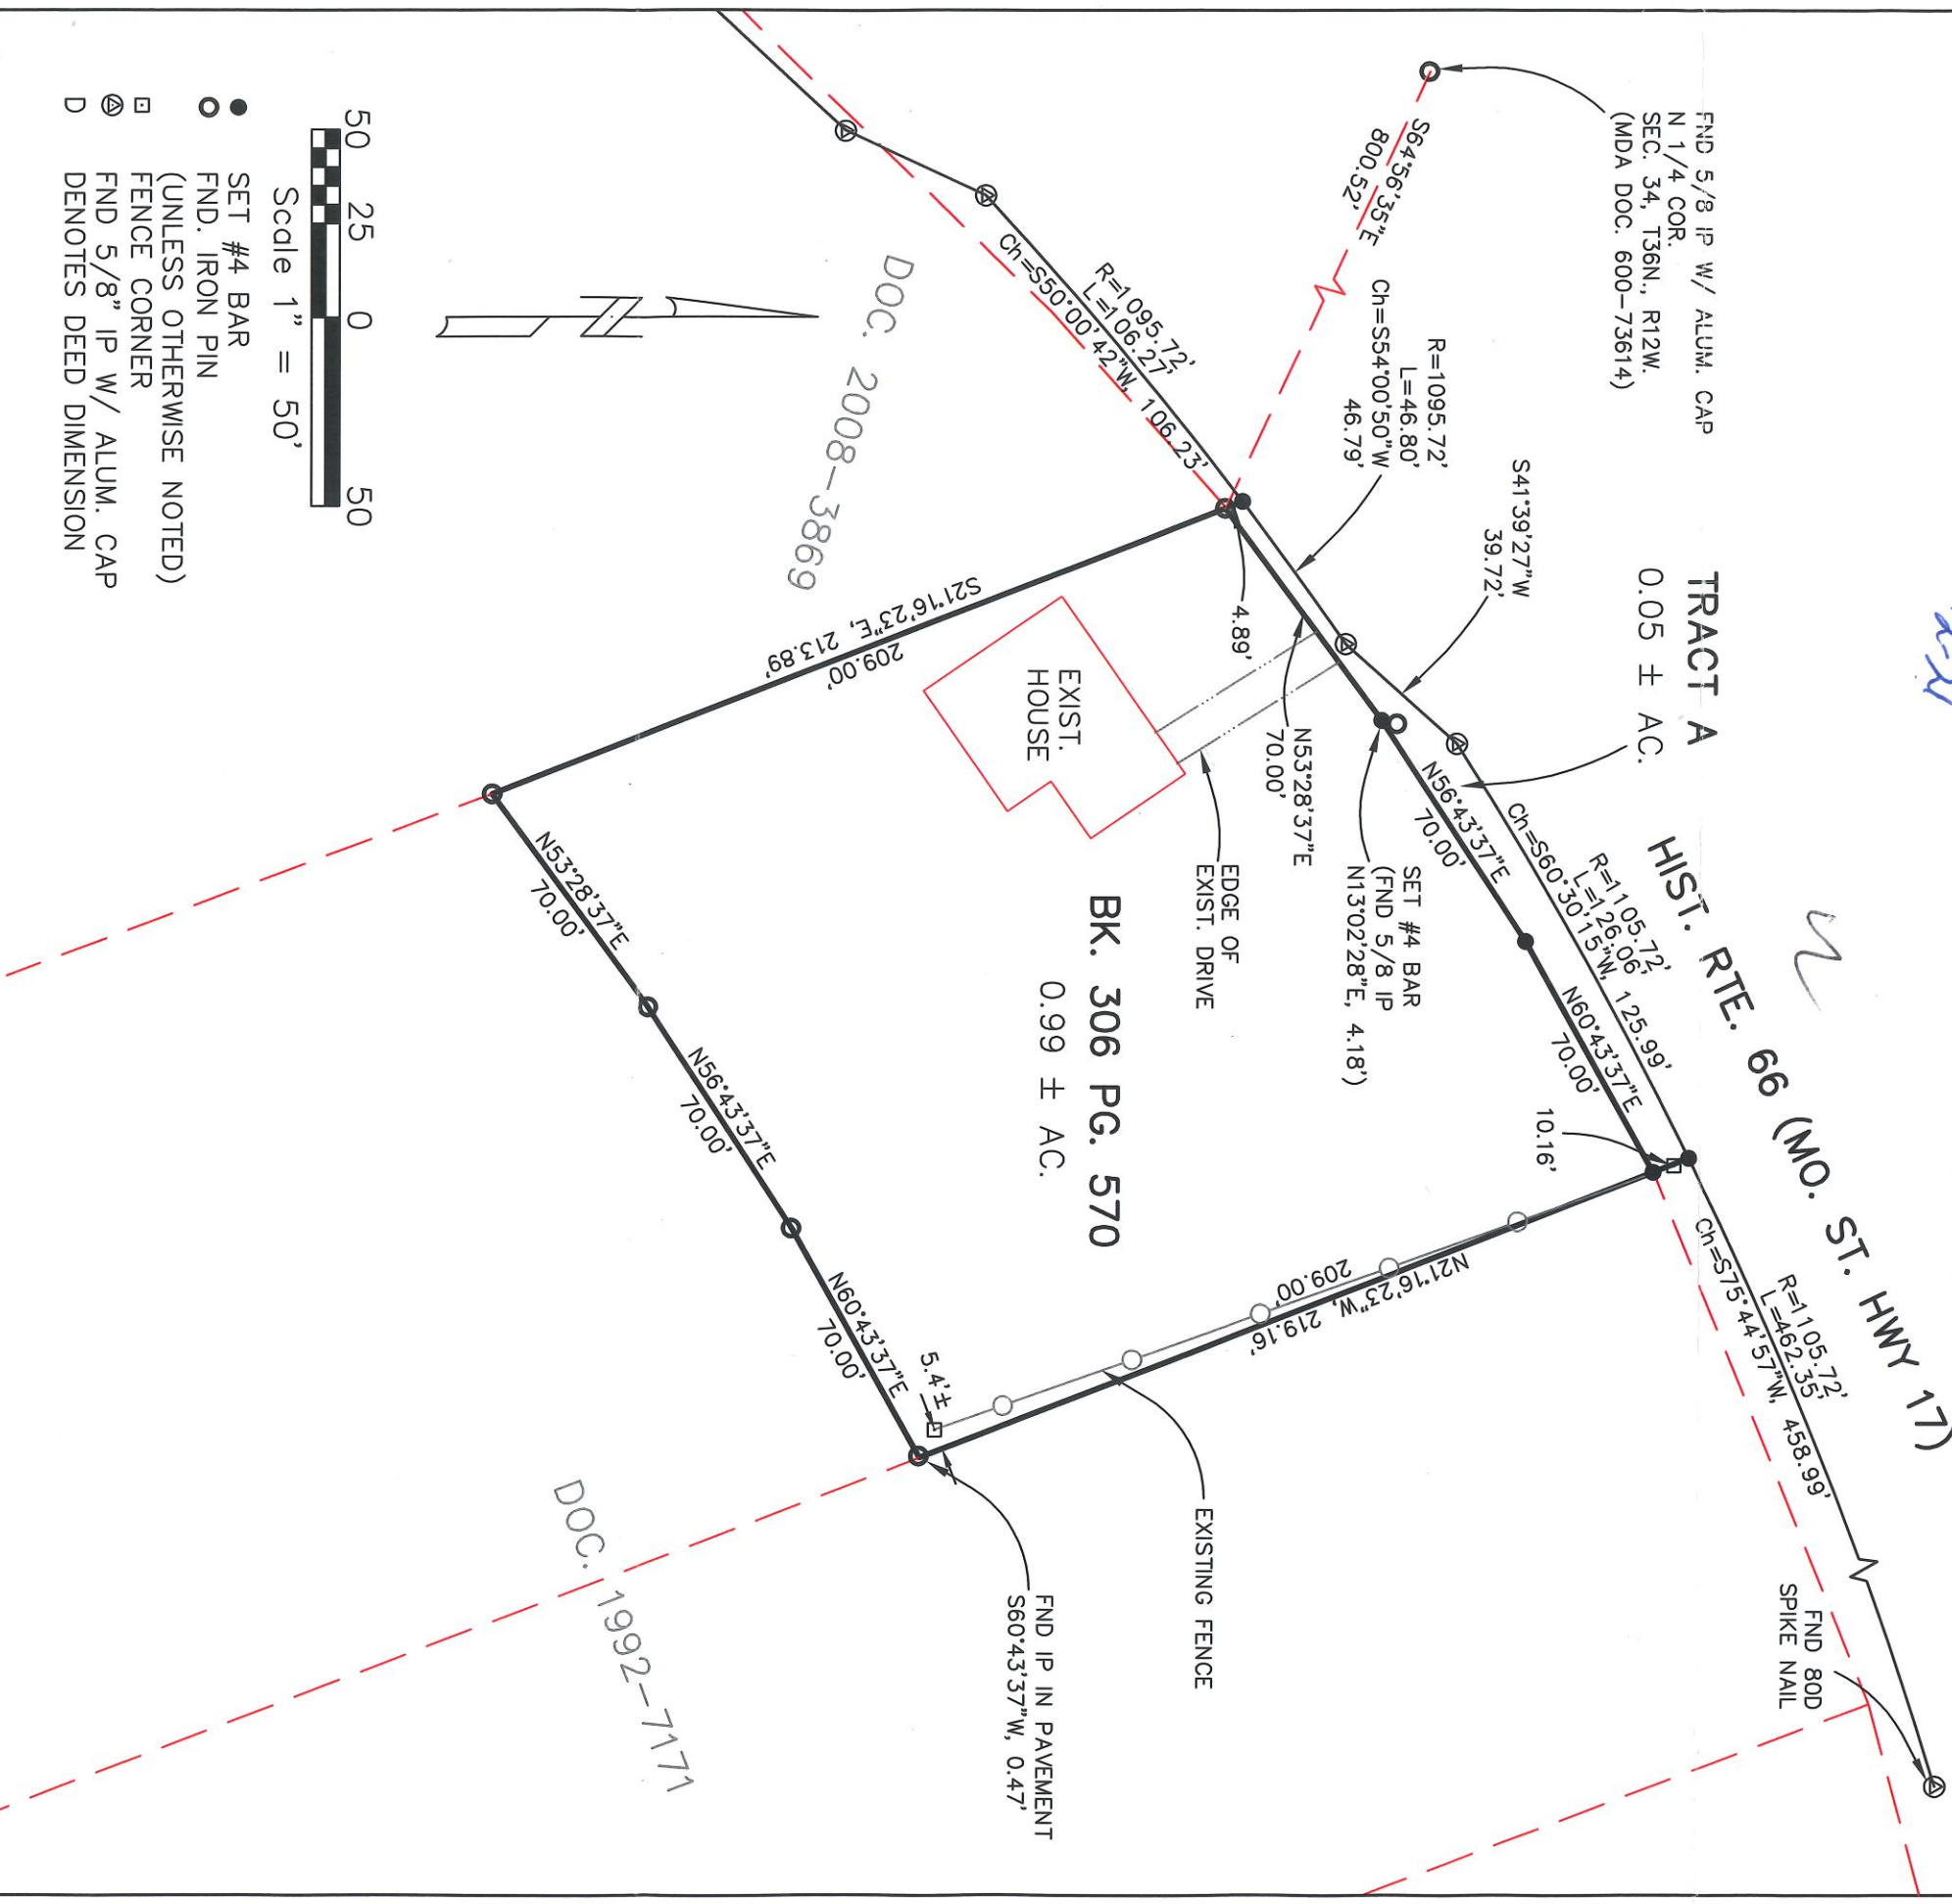 FND 5/8 IP W/ ALUM. CAP
N 1/4 COR.
SEC. 34, T36N., R12W.
(MDA DOC. 600-73614)
S64°56'35"E
800.52'
TRACT A
0.05 ± AC.
HIST. RTE. 66 (MO. ST. HWY 17)
S41°39'27"W
39.72'
R=1095.72'
L=46.80'
Ch=S54°00'50"W
46.79'
R=1095.72'
L=106.27'
Ch=S50°00'42"W, 106.23'
R=1105.72'
L=126.06'
Ch=S60°30'15"W, 125.99'
R=1105.72'
L=462.35'
Ch=S75°44'57"W, 458.99'
FND 80D
SPIKE NAIL
4.89'
N53°28'37"E
70.00'
N56°43'37"E
70.00'
N60°43'37"E
70.00'
10.16'
SET #4 BAR
(FND 5/8 IP
N13°02'28"E, 4.18')
EDGE OF
EXIST. DRIVE
EXIST.
HOUSE
BK. 306 PG. 570
0.99 ± AC.
S21°16'23"E, 213.89'
209.00'
N21°16'23"W, 219.16'
209.00'
EXISTING FENCE
FND IP IN PAVEMENT
S60°43'37"W, 0.47'
5.4'±
N53°28'37"E
70.00'
N56°43'37"E
70.00'
N60°43'37"E
70.00'
DOC. 2008-3869
DOC. 1992-7171
N
50 25 0 50
Scale 1" = 50'
SET #4 BAR
FND. IRON PIN
(UNLESS OTHERWISE NOTED)
FENCE CORNER
FND 5/8" IP W/ ALUM. CAP
D DENOTES DEED DIMENSION